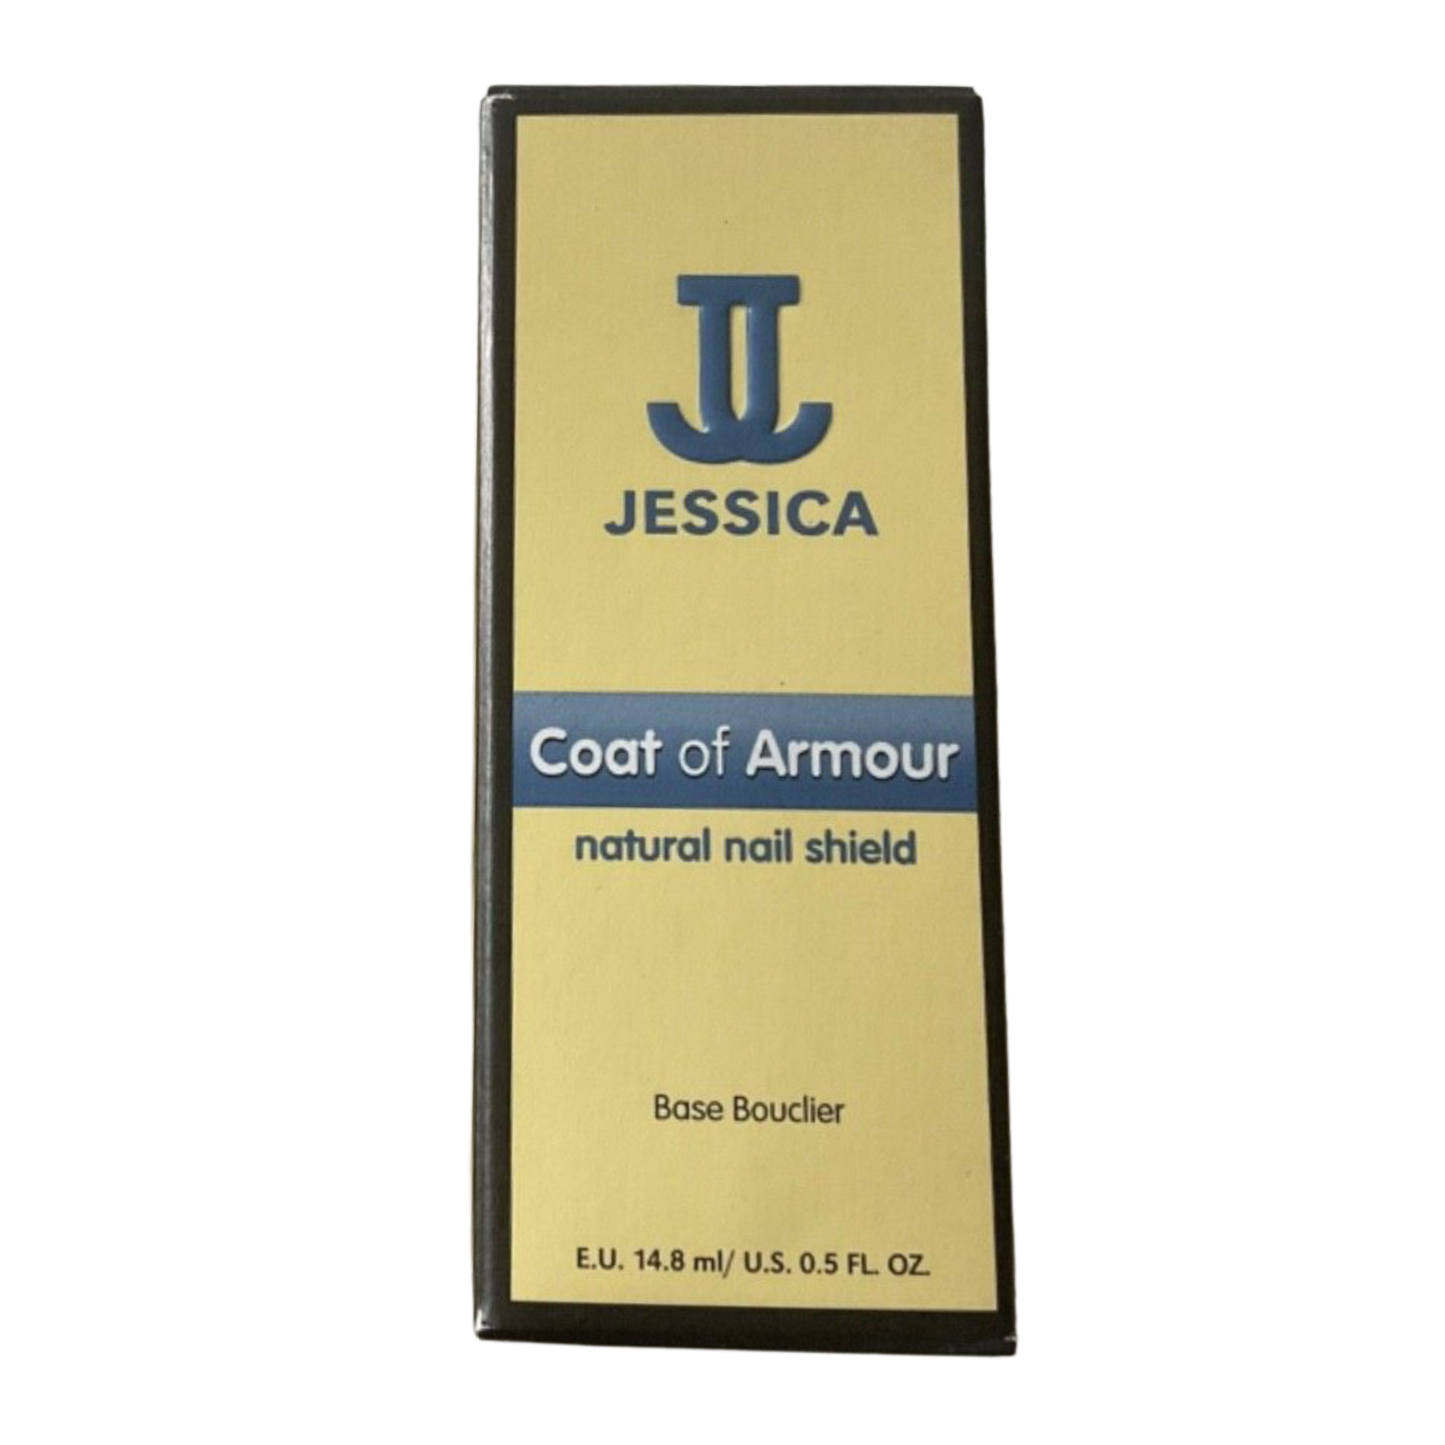 JESSICA
Coat of Armour
natural nail shield
Base Bouclier
E.U. 14.8 ml/ U.S. 0.5 FL. OZ.